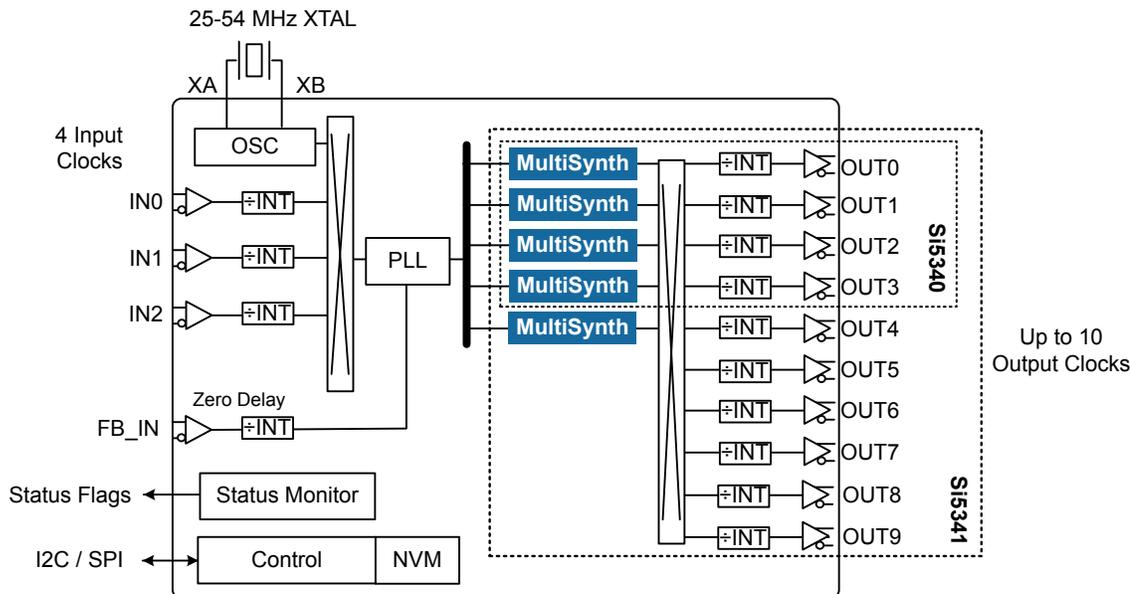 25-54 MHz XTAL
XA
XB
4 Input
Clocks
OSC
IN0
÷INT
IN1
÷INT
IN2
÷INT
PLL
Zero Delay
FB_IN
÷INT
Status Flags
Status Monitor
I2C / SPI
Control
NVM
MultiSynth
÷INT
OUT0
MultiSynth
÷INT
OUT1
MultiSynth
÷INT
OUT2
MultiSynth
÷INT
OUT3
Si5340
MultiSynth
÷INT
OUT4
÷INT
OUT5
÷INT
OUT6
÷INT
OUT7
÷INT
OUT8
÷INT
OUT9
Si5341
Up to 10
Output Clocks